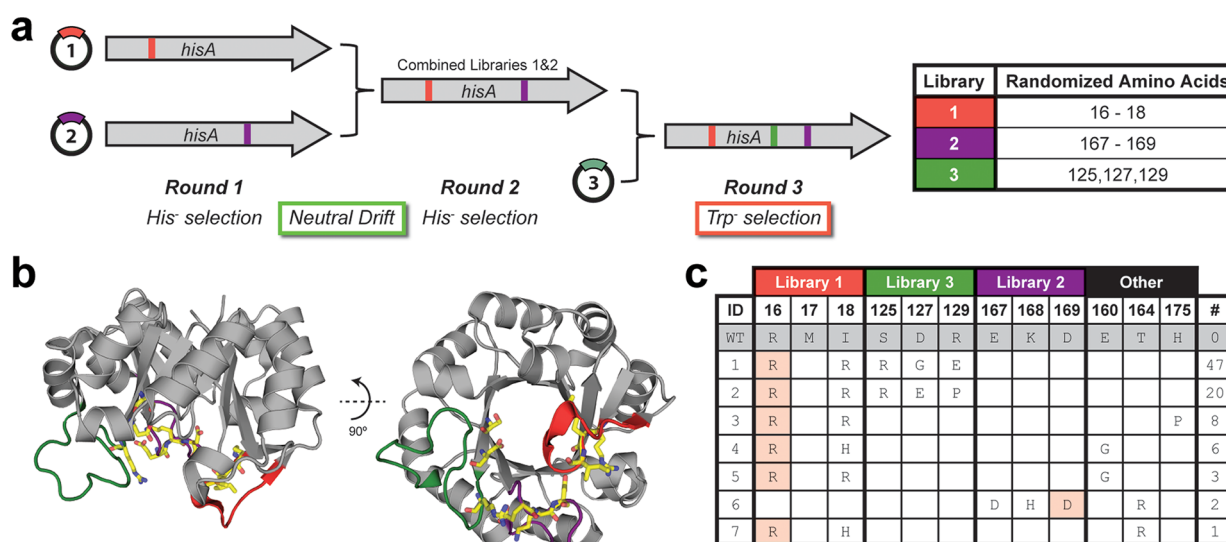 a
1 hisA
Combined Libraries 1&2
hisA
2 hisA
3
hisA
Round 1 Round 2 Round 3
His- selection Neutral Drift His- selection Trp- selection
Library Randomized Amino Acids
1 16 - 18
2 167 - 169
3 125,127,129
b
90º
c
Library 1 Library 3 Library 2 Other
ID 16 17 18 125 127 129 167 168 169 160 164 175 #
WT R M I S D R E K D E T H 0
1 R R R G E 47
2 R R R E P 20
3 R R P 8
4 R H G 6
5 R R G 3
6 D H D R 2
7 R H R 1